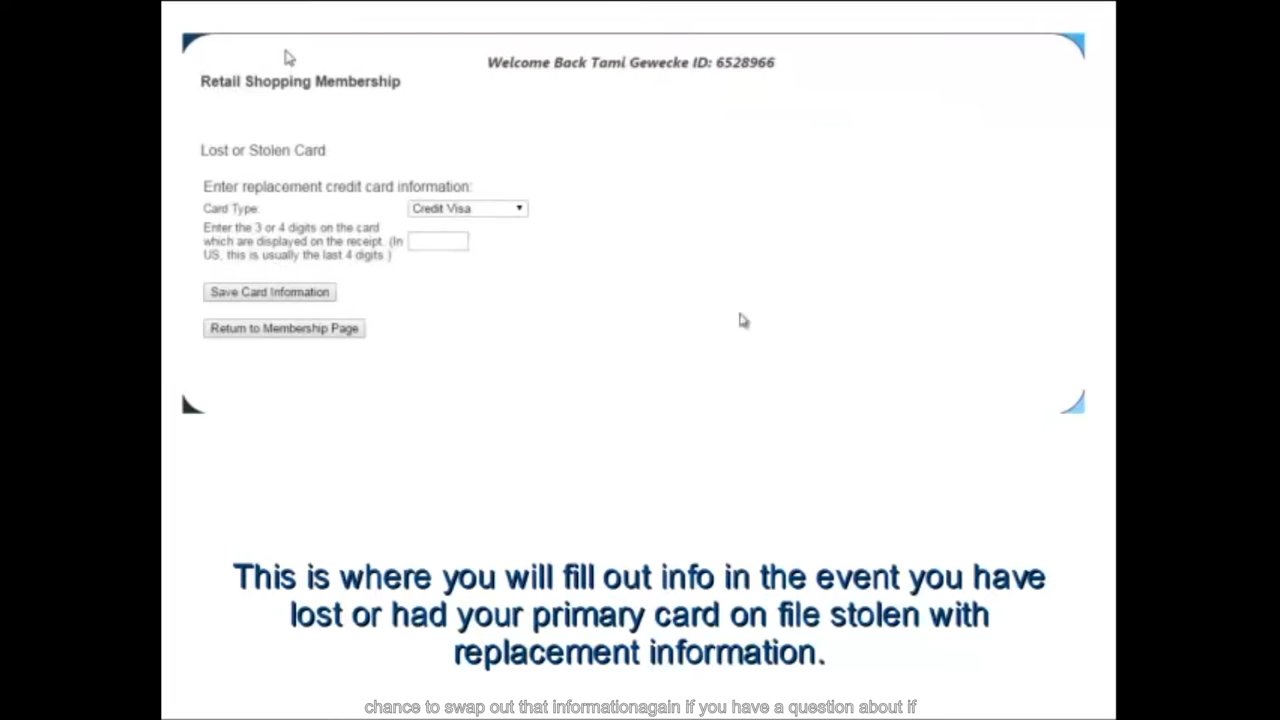 Welcome Back Tami Gewecke ID: 6528966
Retail Shopping Membership
Lost or Stolen Card
Enter replacement credit card information:
Card Type: Credit Visa
Enter the 3 or 4 digits on the card
which are displayed on the receipt. (In
US, this is usually the last 4 digits.)
Save Card Information
Return to Membership Page
This is where you will fill out info in the event you have
lost or had your primary card on file stolen with
replacement information.
chance to swap out that informationagain if you have a question about if